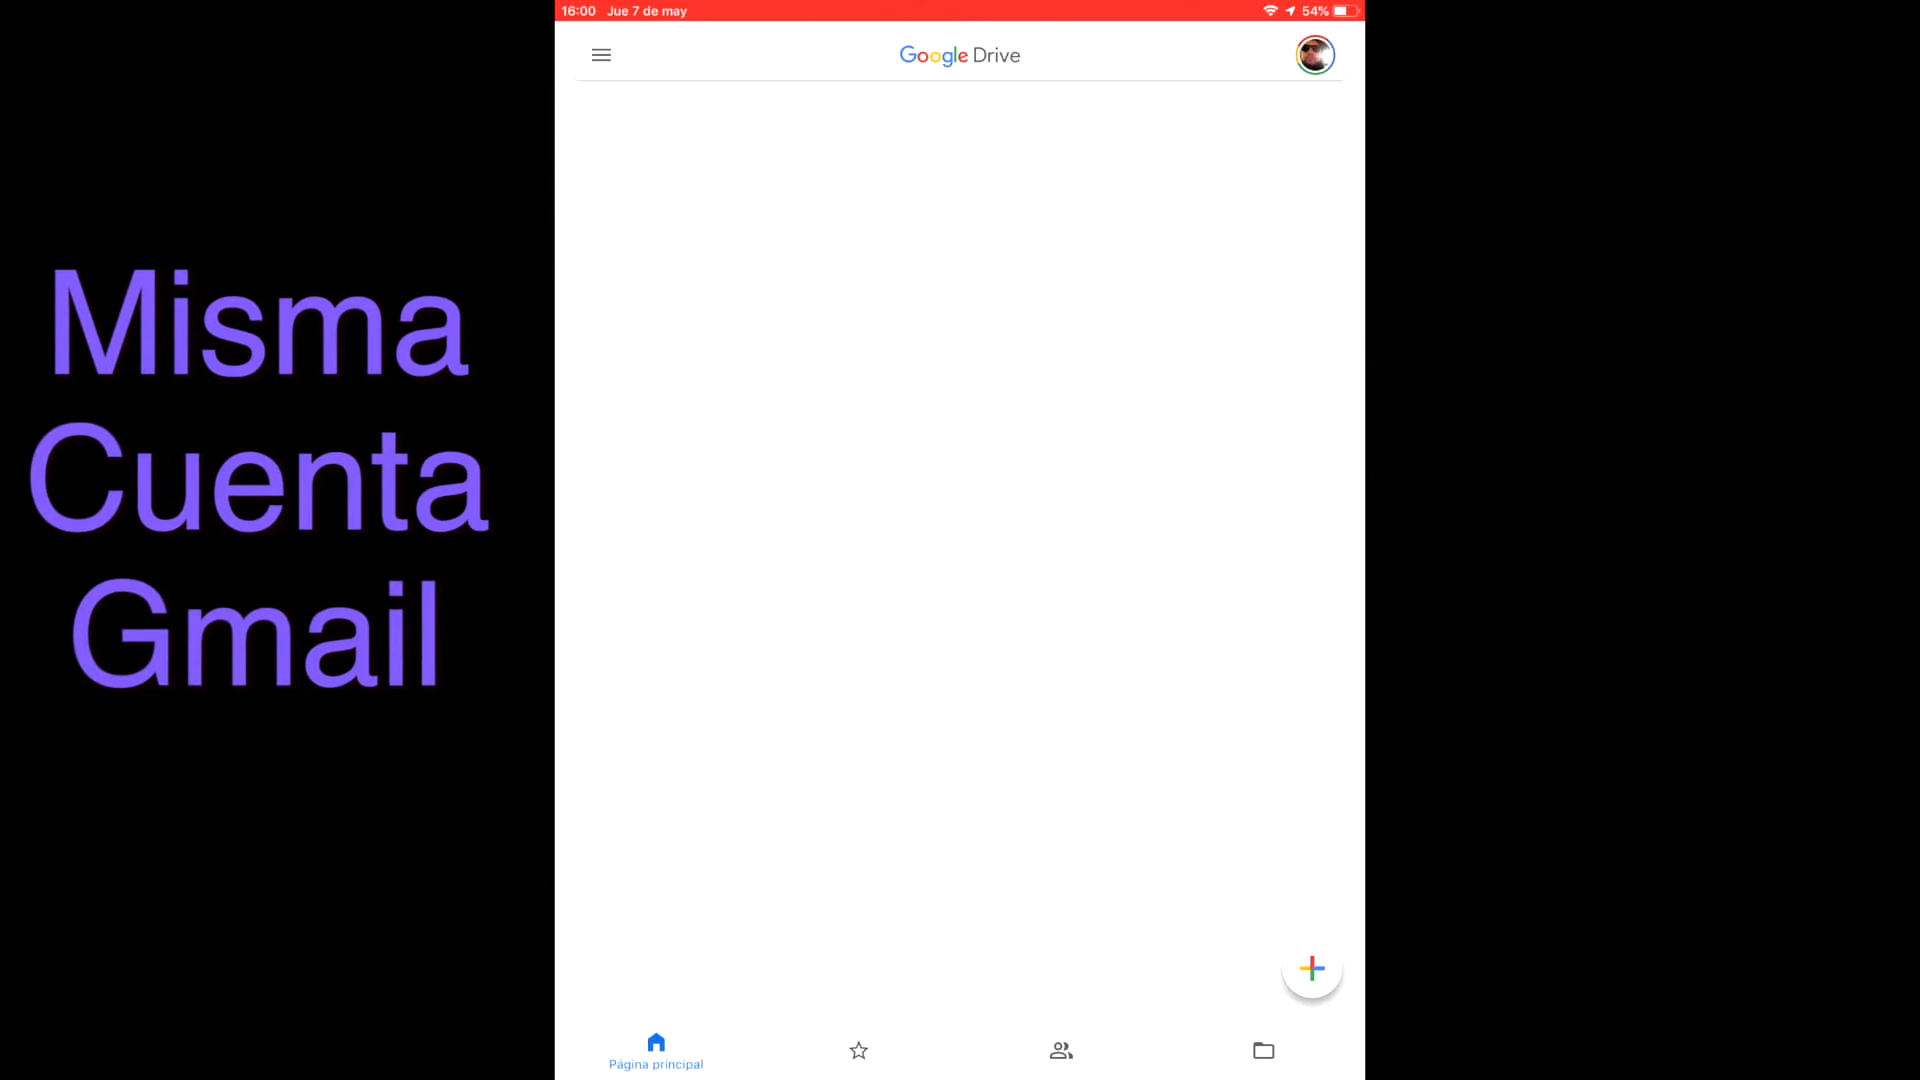 16:00 Jue 7 de may 54%
Google Drive
Misma
Cuenta
Gmail
Página principal